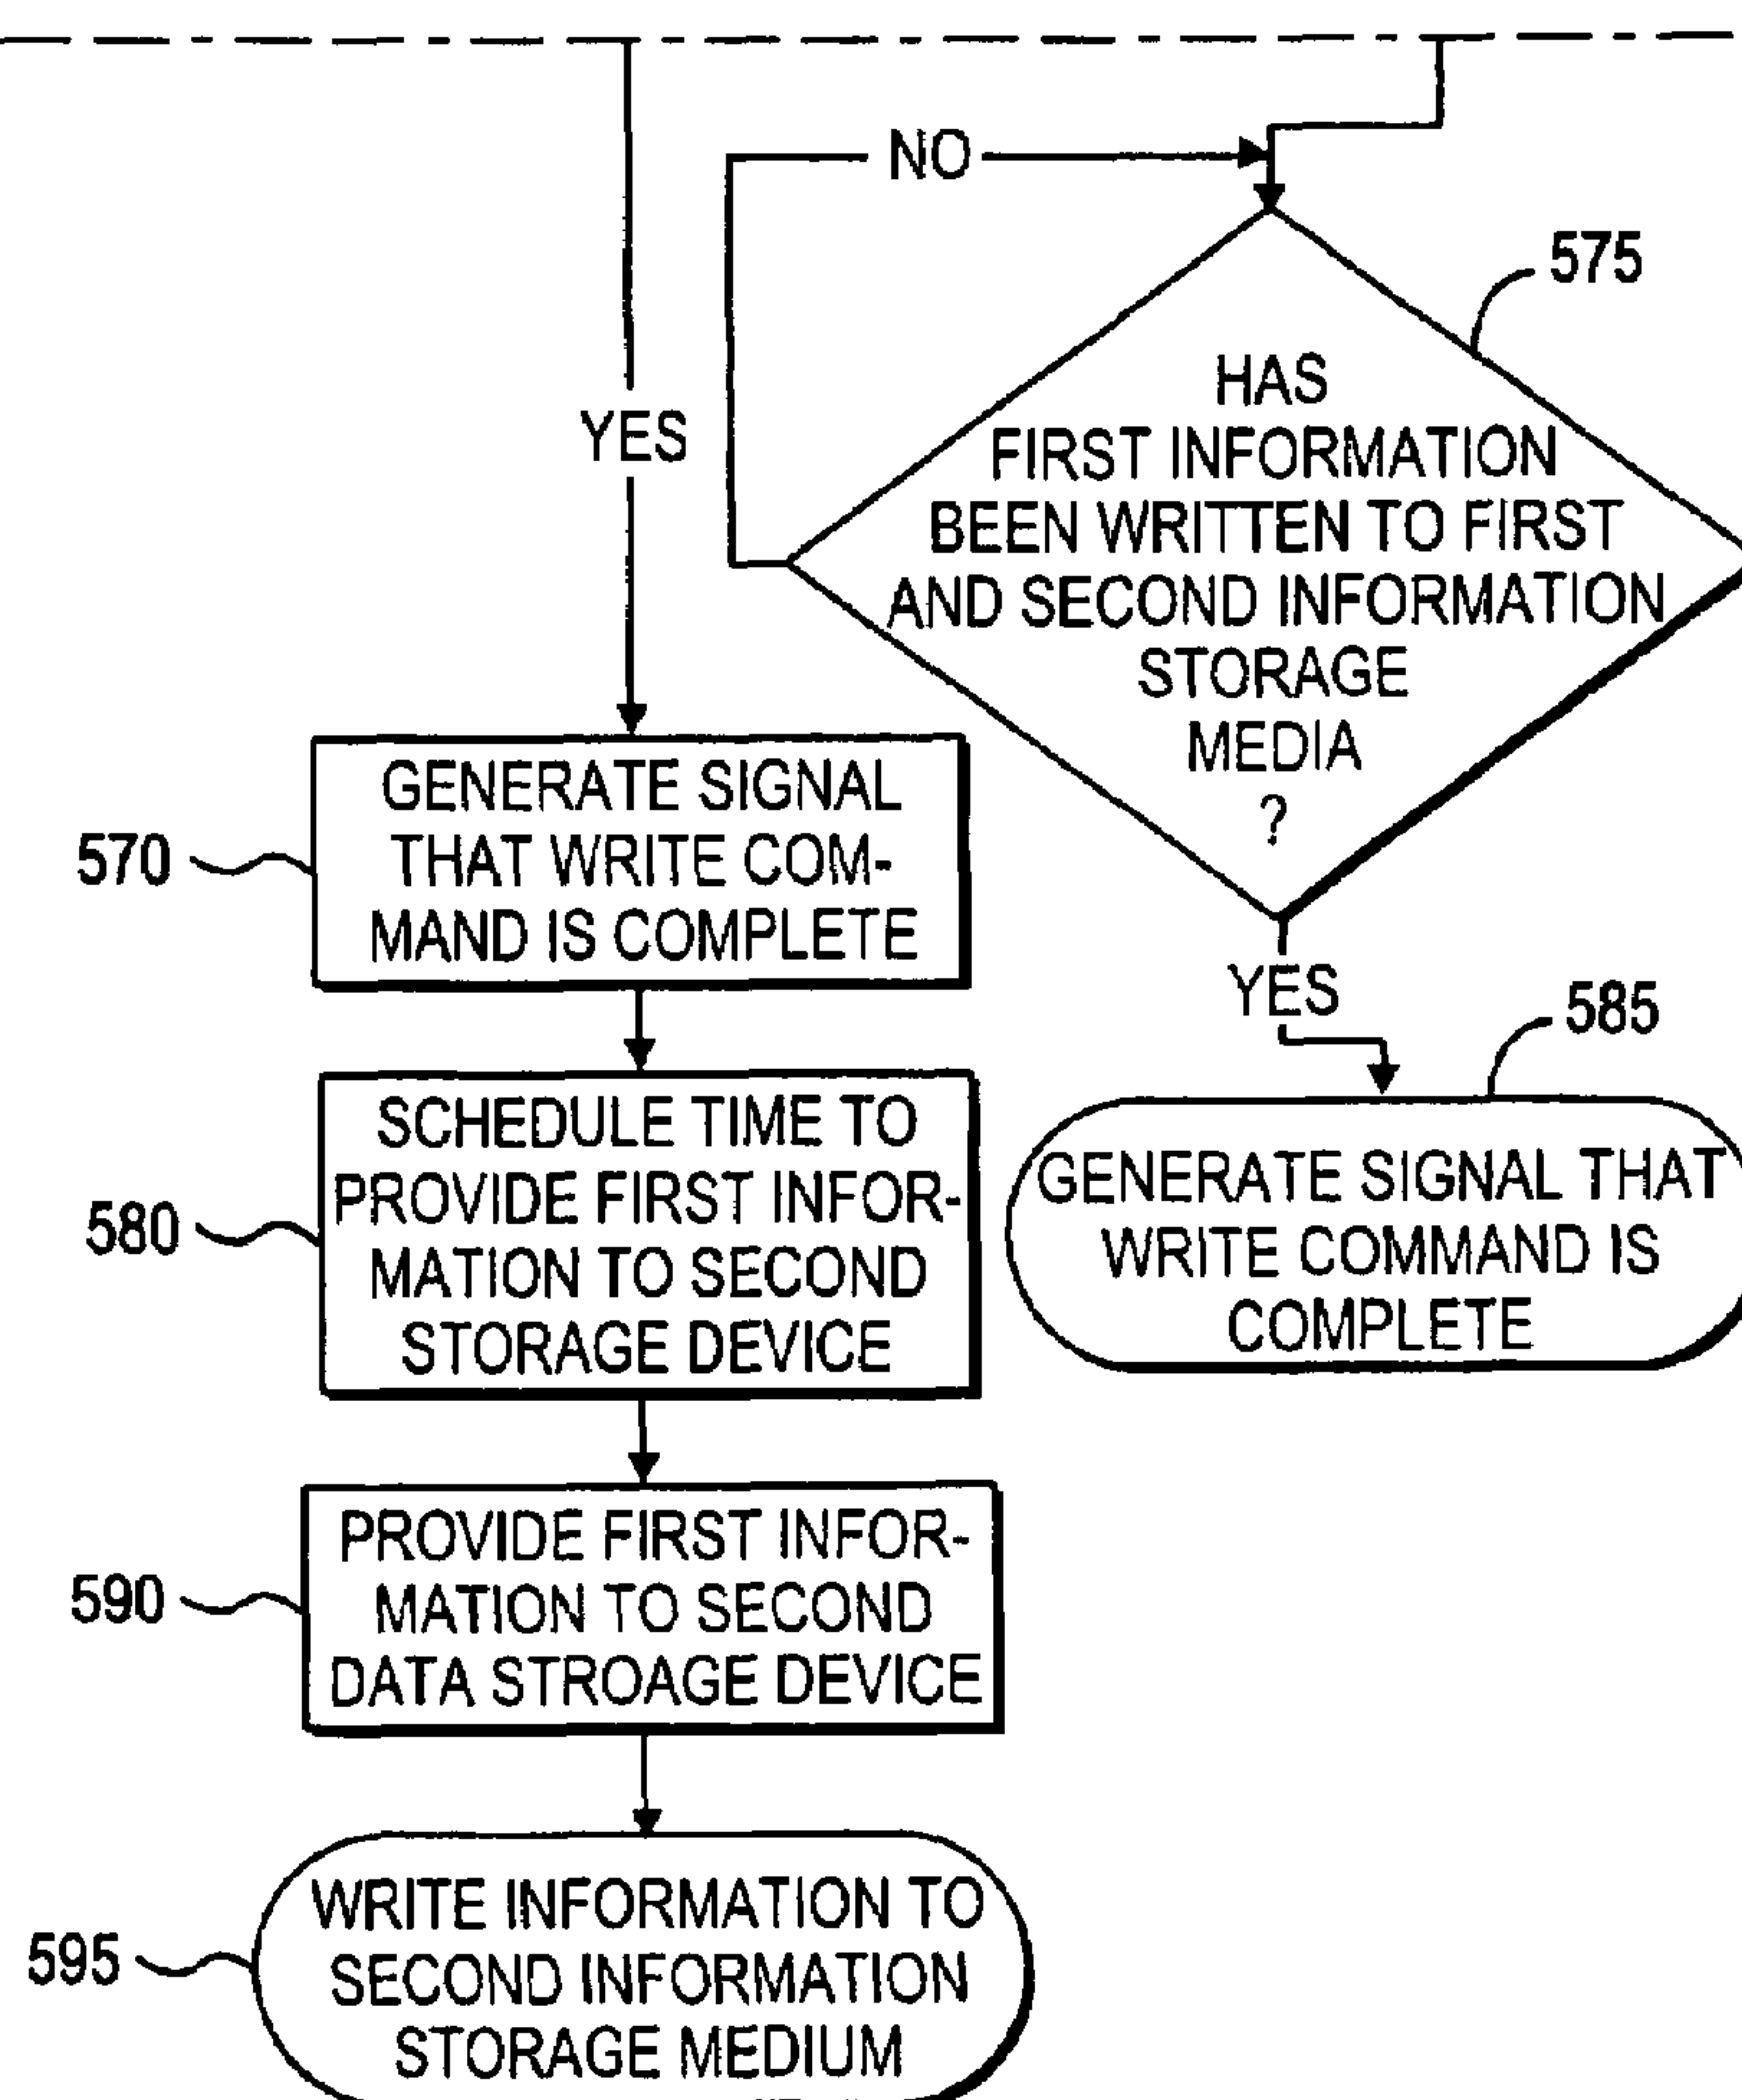 NO
575
HAS
FIRST INFORMATION
BEEN WRITTEN TO FIRST
AND SECOND INFORMATION
STORAGE
MEDIA
?
YES
570
GENERATE SIGNAL
THAT WRITE COM-
MAND IS COMPLETE
YES
585
GENERATE SIGNAL THAT
WRITE COMMAND IS
COMPLETE
580
SCHEDULE TIME TO
PROVIDE FIRST INFOR-
MATION TO SECOND
STORAGE DEVICE
590
PROVIDE FIRST INFOR-
MATION TO SECOND
DATA STROAGE DEVICE
595
WRITE INFORMATION TO
SECOND INFORMATION
STORAGE MEDIUM